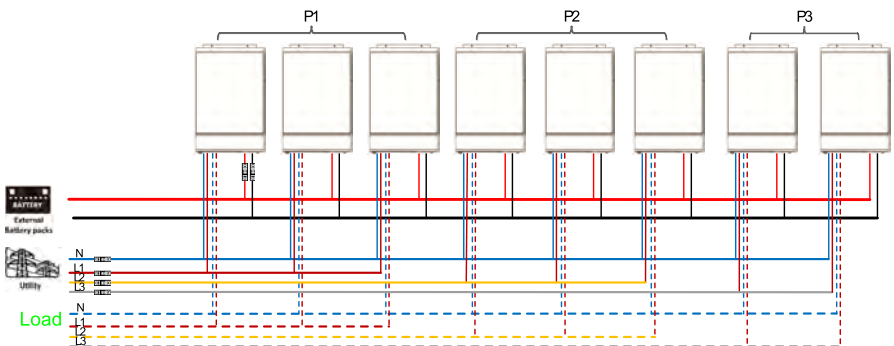 P1 P2 P3
BATTERY
External
Battery packs
Utility
N
L1
L2
L3
Load
N
L1
L2
L3